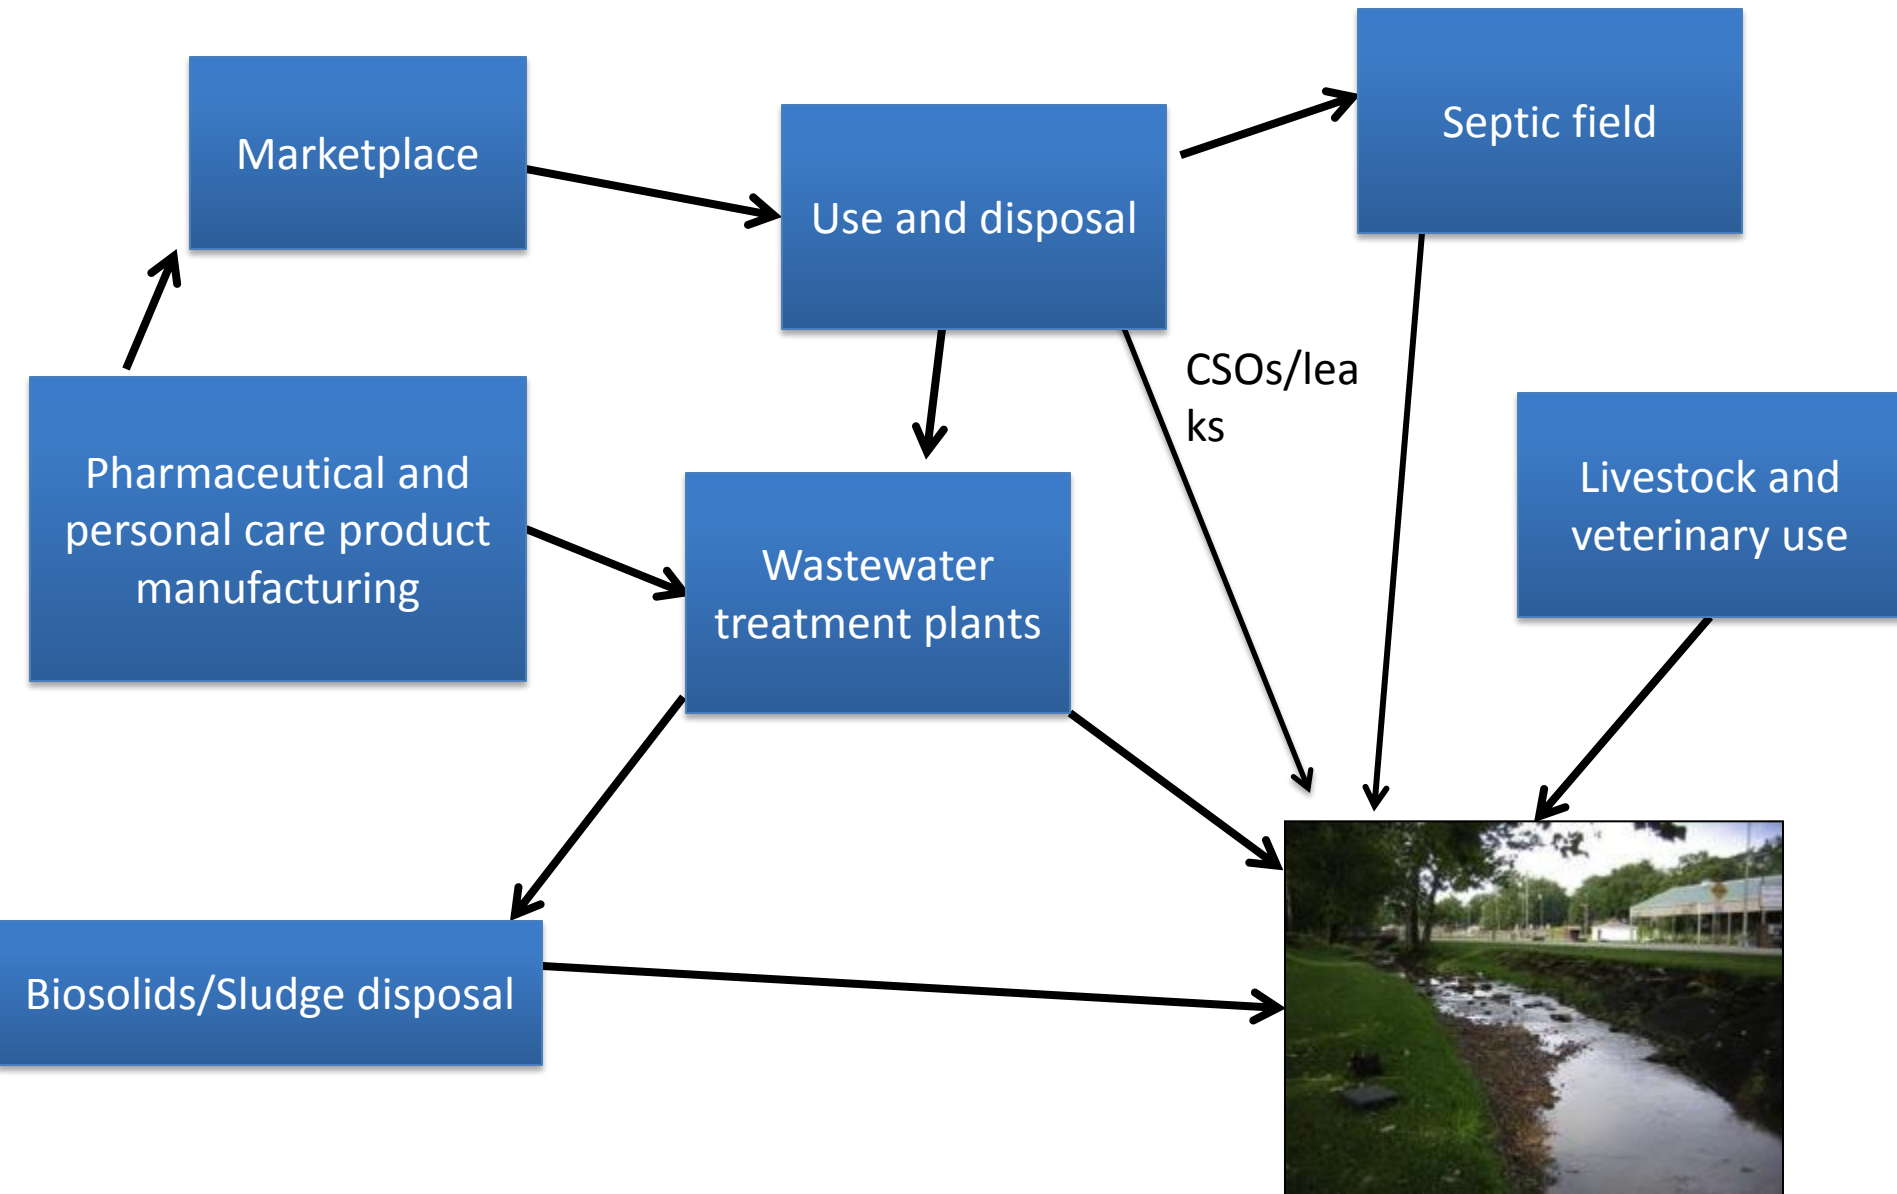 Marketplace
Use and disposal
Septic field
CSOs/lea
ks
Pharmaceutical and
personal care product
manufacturing
Wastewater
treatment plants
Livestock and
veterinary use
Biosolids/Sludge disposal